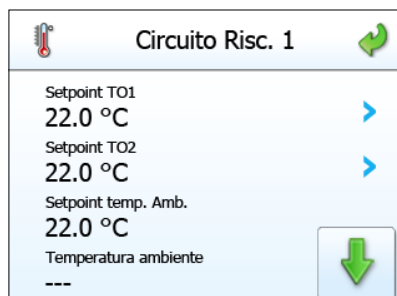 Circuito Risc. 1
Setpoint TO1
22.0 °C
Setpoint TO2
22.0 °C
Setpoint temp. Amb.
22.0 °C
Temperatura ambiente
---